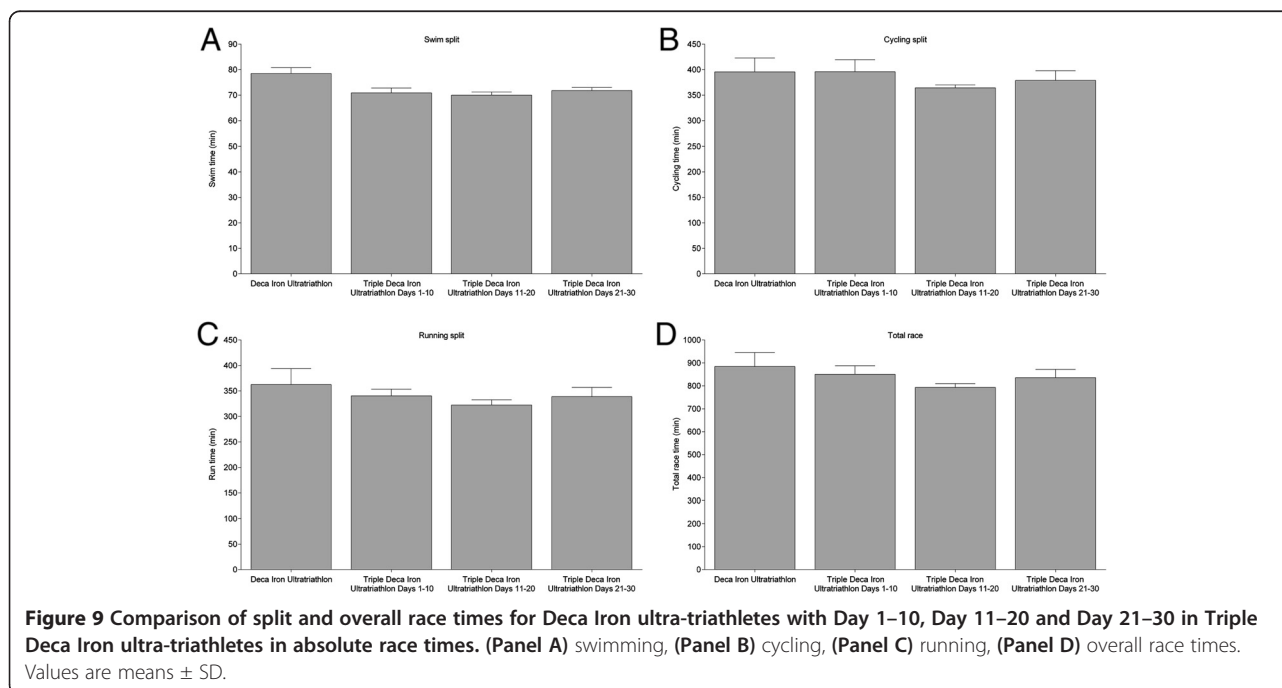 A
Swim split
Swim time (min)
90
80
70
60
50
40
30
20
10
0
Deca Iron Ultratriathlon
Triple Deca Iron
Ultratriathlon Days 1-10
Triple Deca Iron
Ultratriathlon Days 11-20
Triple Deca Iron
Ultratriathlon Days 21-30
B
Cycling split
Cycling time (min)
450
400
350
300
250
200
150
100
50
0
Deca Iron Ultratriathlon
Triple Deca Iron
Ultratriathlon Days 1-10
Triple Deca Iron
Ultratriathlon Days 11-20
Triple Deca Iron
Ultratriathlon Days 21-30
C
Running split
Run time (min)
450
400
350
300
250
200
150
100
50
0
Deca Iron Ultratriathlon
Triple Deca Iron
Ultratriathlon Days 1-10
Triple Deca Iron
Ultratriathlon Days 11-20
Triple Deca Iron
Ultratriathlon Days 21-30
D
Total race
Total race time (min)
1000
900
800
700
600
500
400
300
200
100
0
Deca Iron Ultratriathlon
Triple Deca Iron
Ultratriathlon Days 1-10
Triple Deca Iron
Ultratriathlon Days 11-20
Triple Deca Iron
Ultratriathlon Days 21-30
Figure 9 Comparison of split and overall race times for Deca Iron ultra-triathletes with Day 1–10, Day 11–20 and Day 21–30 in Triple
Deca Iron ultra-triathletes in absolute race times. (Panel A) swimming, (Panel B) cycling, (Panel C) running, (Panel D) overall race times.
Values are means ± SD.